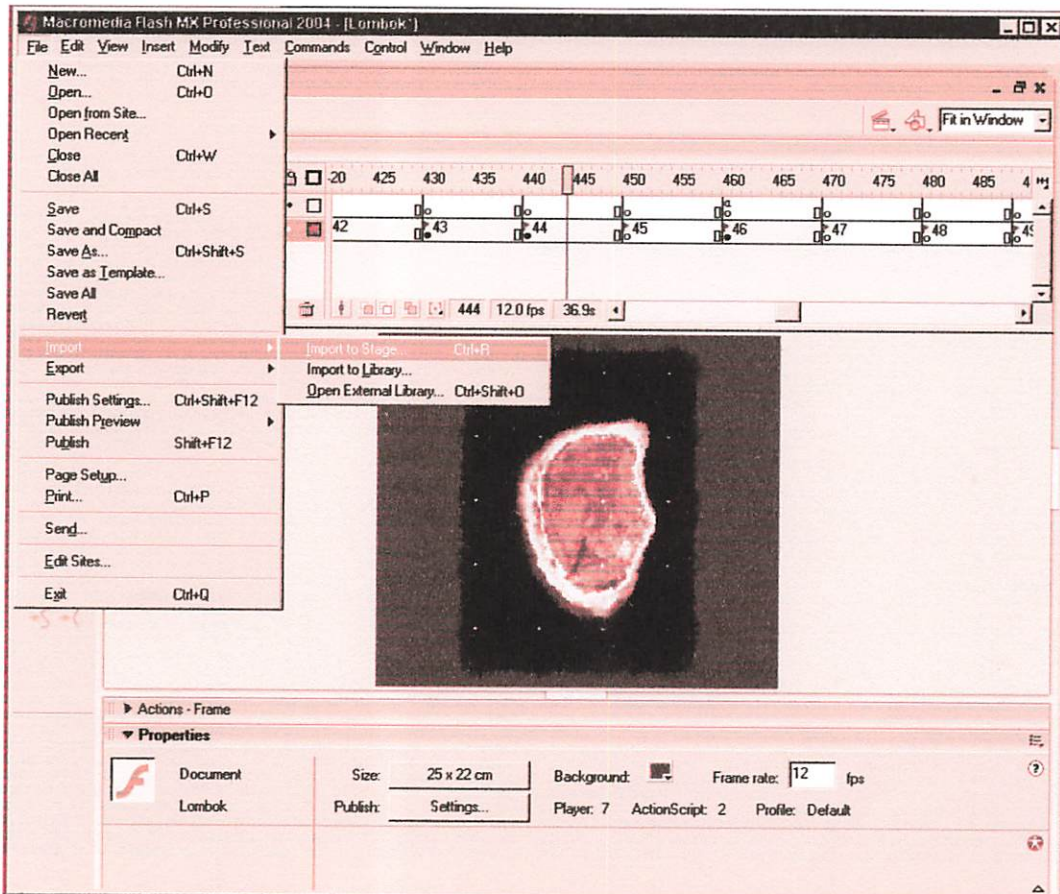 Macromedia Flash MX Professional 2004 - [Lombok*]
File Edit View Insert Modify Text Commands Control Window Help
New... Ctrl+N
Open... Ctrl+O
Open from Site...
Open Recent
Close Ctrl+W
Close All
Save Ctrl+S
Save and Compact
Save As... Ctrl+Shift+S
Save as Template...
Save All
Revert
Import
Export
Publish Settings... Ctrl+Shift+F12
Publish Preview
Publish Shift+F12
Page Setup...
Print... Ctrl+P
Send...
Edit Sites...
Exit Ctrl+Q
Import to Stage... Ctrl+R
Import to Library...
Open External Library... Ctrl+Shift+O
Fit in Window
20 425 430 435 440 445 450 455 460 465 470 475 480 485 4
a
42 43 44 45 46 47 48 49
444 12.0 fps 36.9s
Actions - Frame
Properties
Document Size: 25 x 22 cm Background: Frame rate: 12 fps
Lombok Publish: Settings... Player: 7 ActionScript: 2 Profile: Default